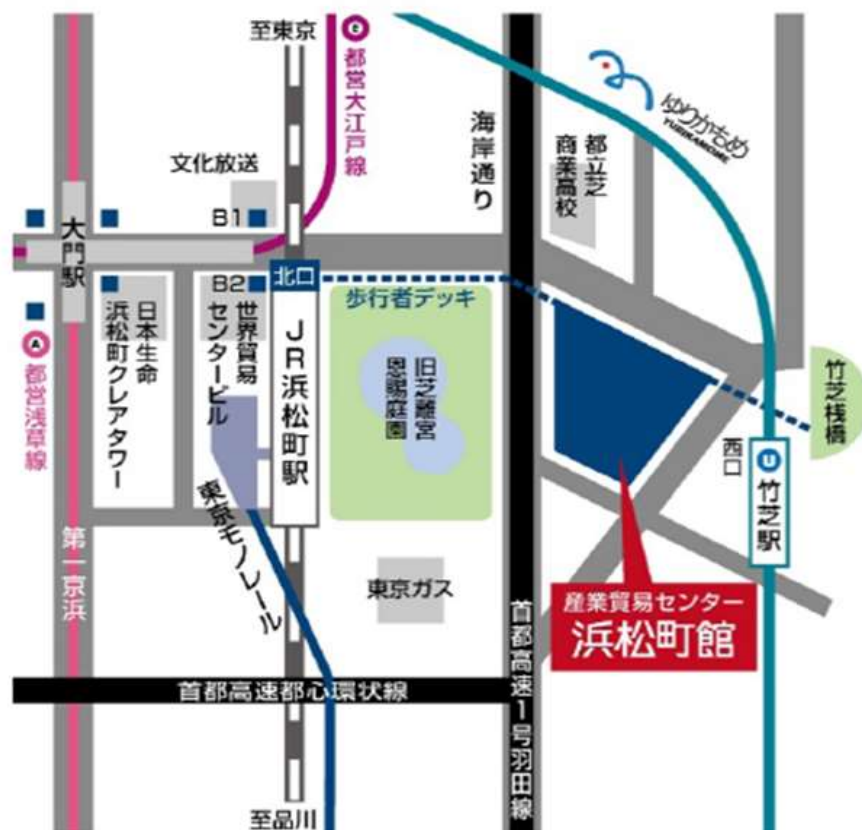 至東京
E
都営大江戸線
海岸通り
ゆりかもめ
YURIKAMOME
都立芝
商業高校
文化放送
B1
大門駅
B2
北口
歩行者デッキ
世界貿易
センタービル
日本生命
浜松町クレアタワー
JR浜松町駅
旧芝離宮
恩賜庭園
A
都営浅草線
竹芝桟橋
西口
U
竹芝駅
東京モノレール
第一京浜
東京ガス
産業貿易センター
浜松町館
首都高速1号羽田線
首都高速都心環状線
至品川